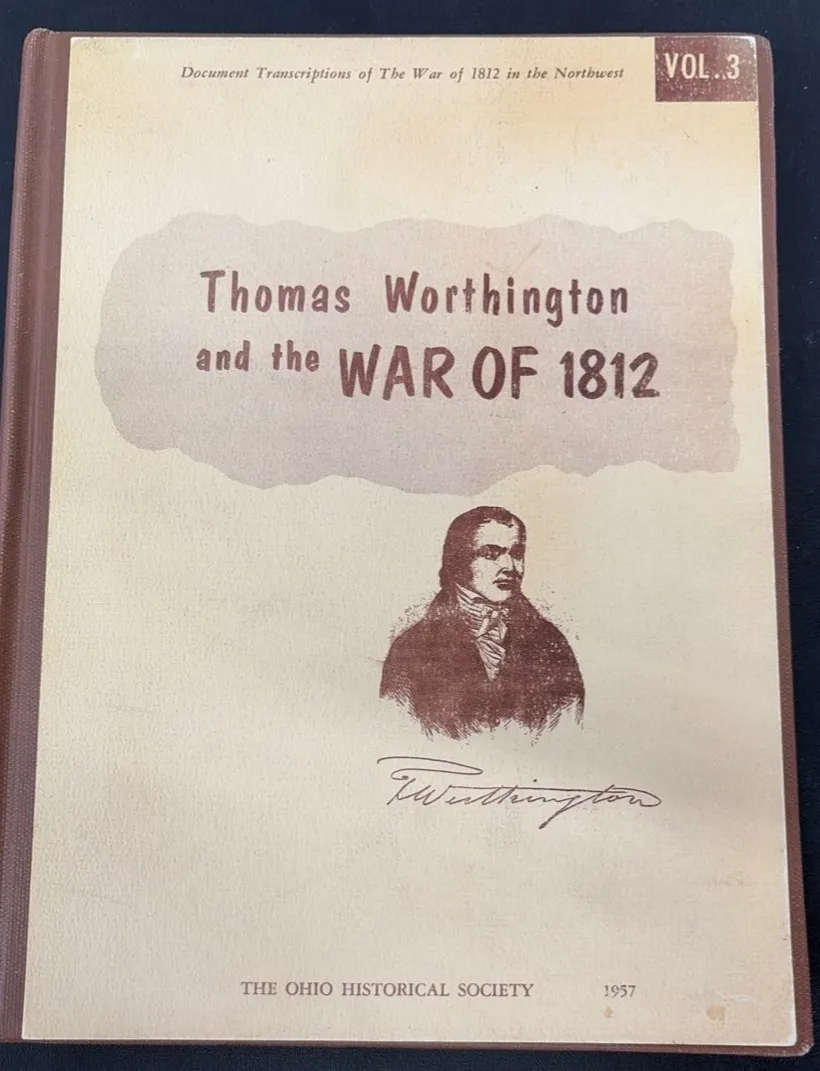 Document Transcriptions of The War of 1812 in the Northwest
VOL..3
Thomas Worthington
and the WAR OF 1812
TWorthington
THE OHIO HISTORICAL SOCIETY 1957